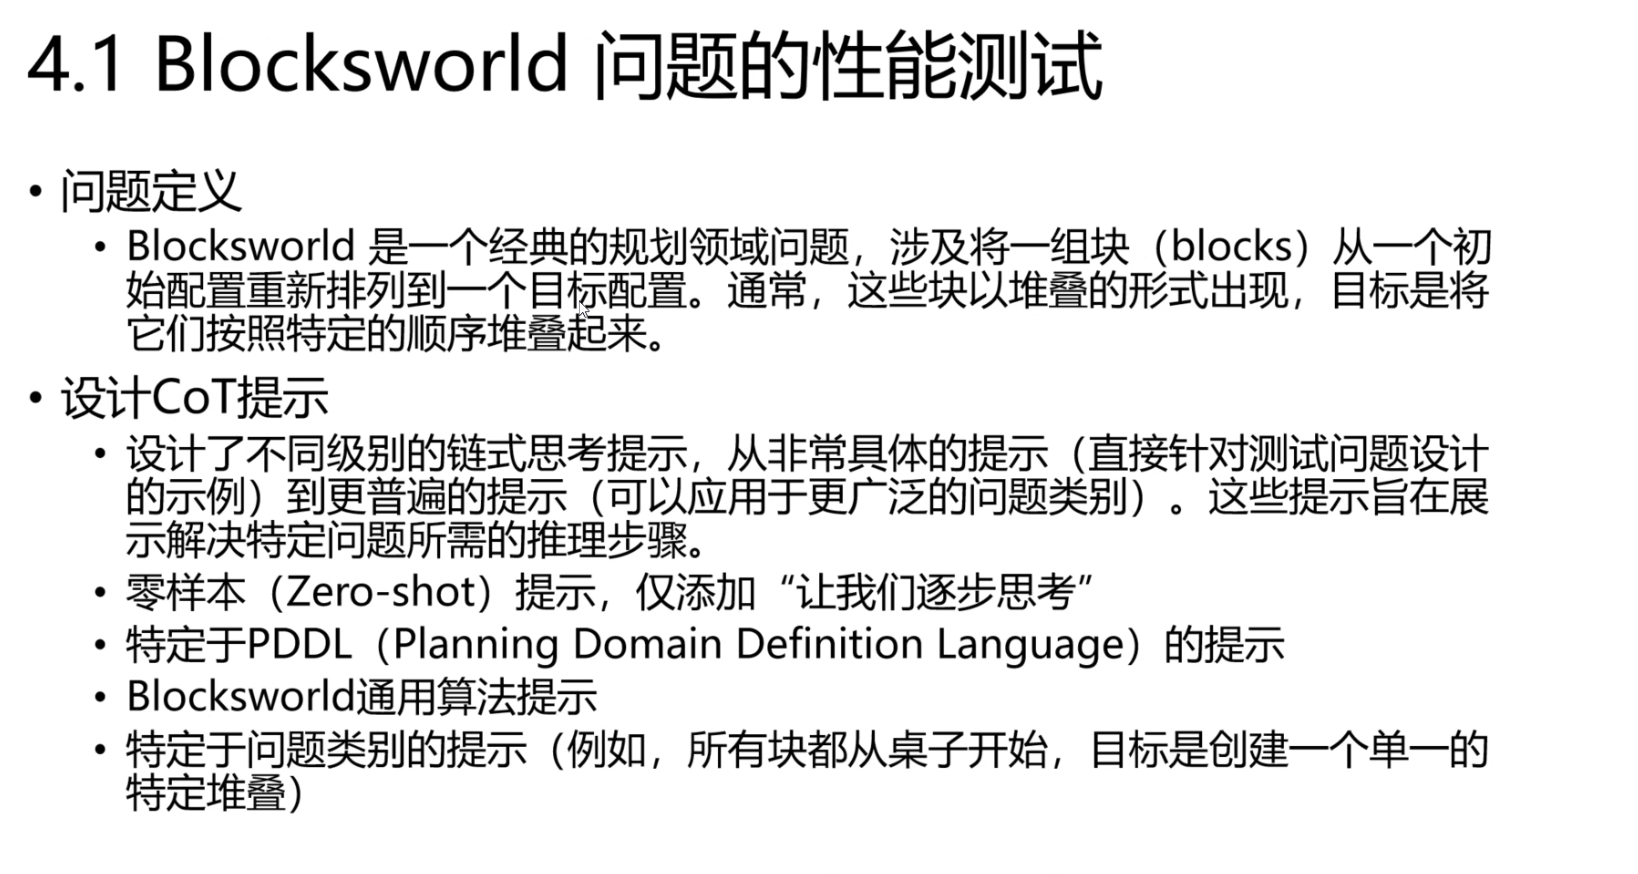 4.1 Blocksworld 问题的性能测试
• 问题定义
• Blocksworld 是一个经典的规划领域问题，涉及将一组块（blocks）从一个初
始配置重新排列到一个目标配置。通常，这些块以堆叠的形式出现，目标是将
它们按照特定的顺序堆叠起来。
• 设计CoT提示
• 设计了不同级别的链式思考提示，从非常具体的提示（直接针对测试问题设计
的示例）到更普遍的提示（可以应用于更广泛的问题类别）。这些提示旨在展
示解决特定问题所需的推理步骤。
• 零样本（Zero-shot）提示，仅添加“让我们逐步思考”
• 特定于PDDL（Planning Domain Definition Language）的提示
• Blocksworld通用算法提示
• 特定于问题类别的提示（例如，所有块都从桌子开始，目标是创建一个单一的
特定堆叠）